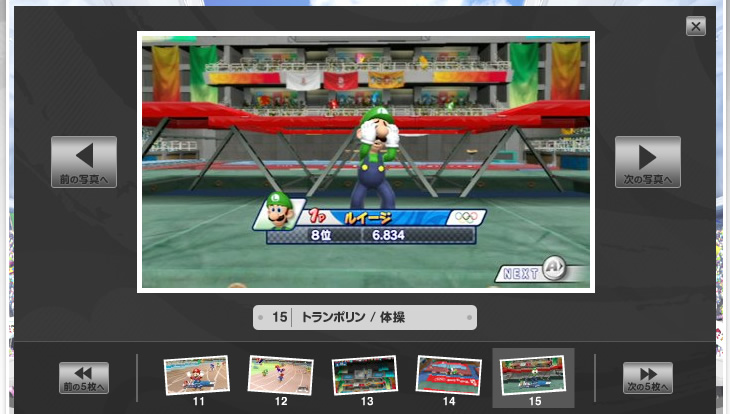 前の写真へ
次の写真へ
L
1P ルイージ
8位 6.834
NEXT A
15 トランポリン / 体操
前の5枚へ
11
12
13
14
15
次の5枚へ